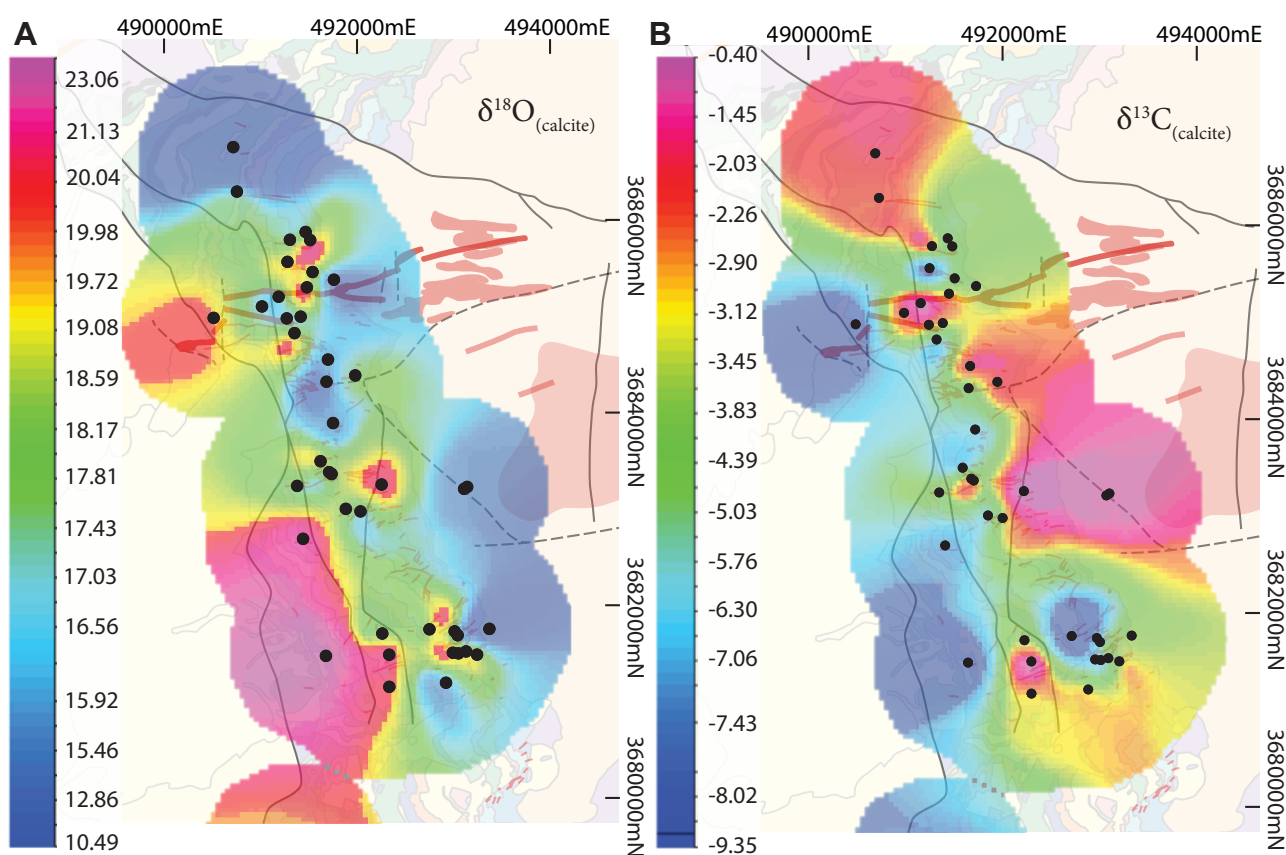 A
490000mE
492000mE
494000mE
δ18O(calcite)
23.06
21.13
20.04
19.98
19.72
19.08
18.59
18.17
17.81
17.43
17.03
16.56
15.92
15.46
12.86
10.49
3686000mN
3684000mN
3682000mN
3680000mN
B
490000mE
492000mE
494000mE
δ13C(calcite)
-0.40
-1.45
-2.03
-2.26
-2.90
-3.12
-3.45
-3.83
-4.39
-5.03
-5.76
-6.30
-7.06
-7.43
-8.02
-9.35
3686000mN
3684000mN
3682000mN
3680000mN